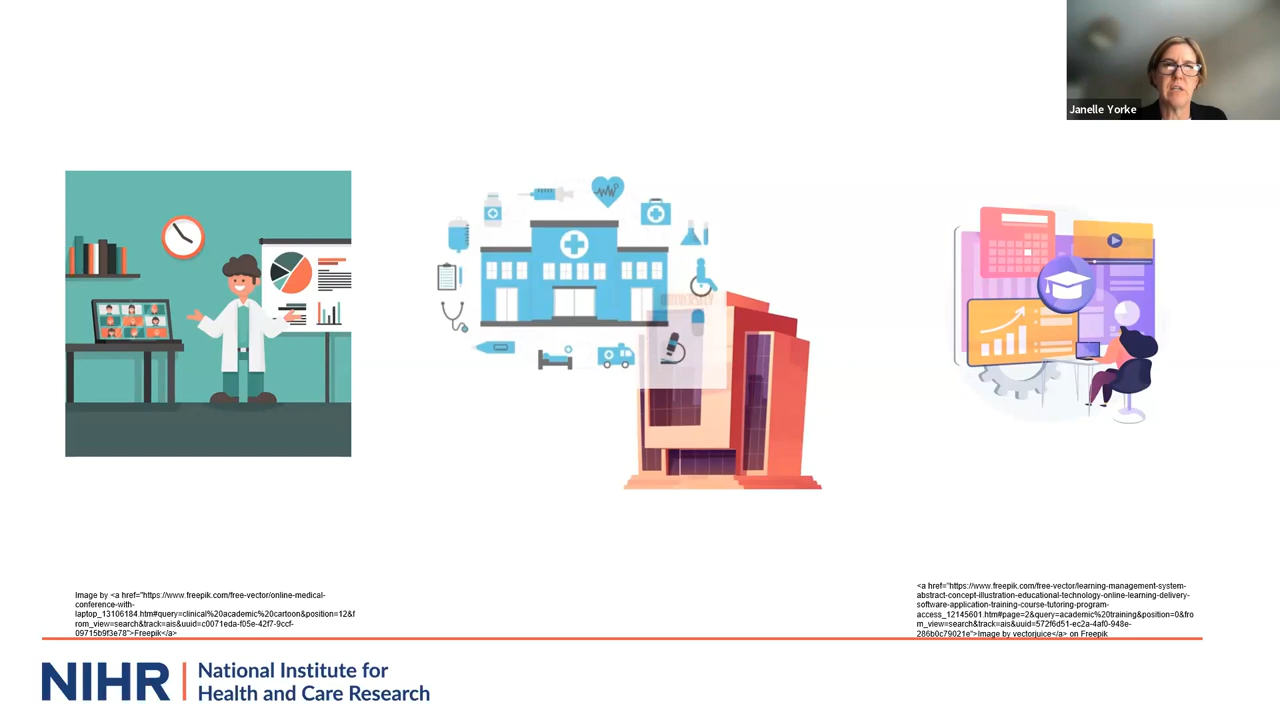 Janelle Yorke
UNIVERSITY
Image by <a href="https://www.freepik.com/free-vector/online-medical-
conference-with-
laptop_13106184.htm#query=clinical%20academic%20cartoon&position=12&f
rom_view=search&track=ais&uuid=c0071eda-f05e-42f7-9ccf-
09715b9f3e78">Freepik</a>
<a href="https://www.freepik.com/free-vector/learning-management-system-
abstract-concept-illustration-educational-technology-online-learning-delivery-
software-application-training-course-tutoring-program-
access_12145601.htm#page=2&query=academic%20training&position=0&fro
m_view=search&track=ais&uuid=572f6d51-ec2a-4af0-948e-
286b0c79021e">Image by vectorjuice</a> on Freepik
NIHR | National Institute for
Health and Care Research